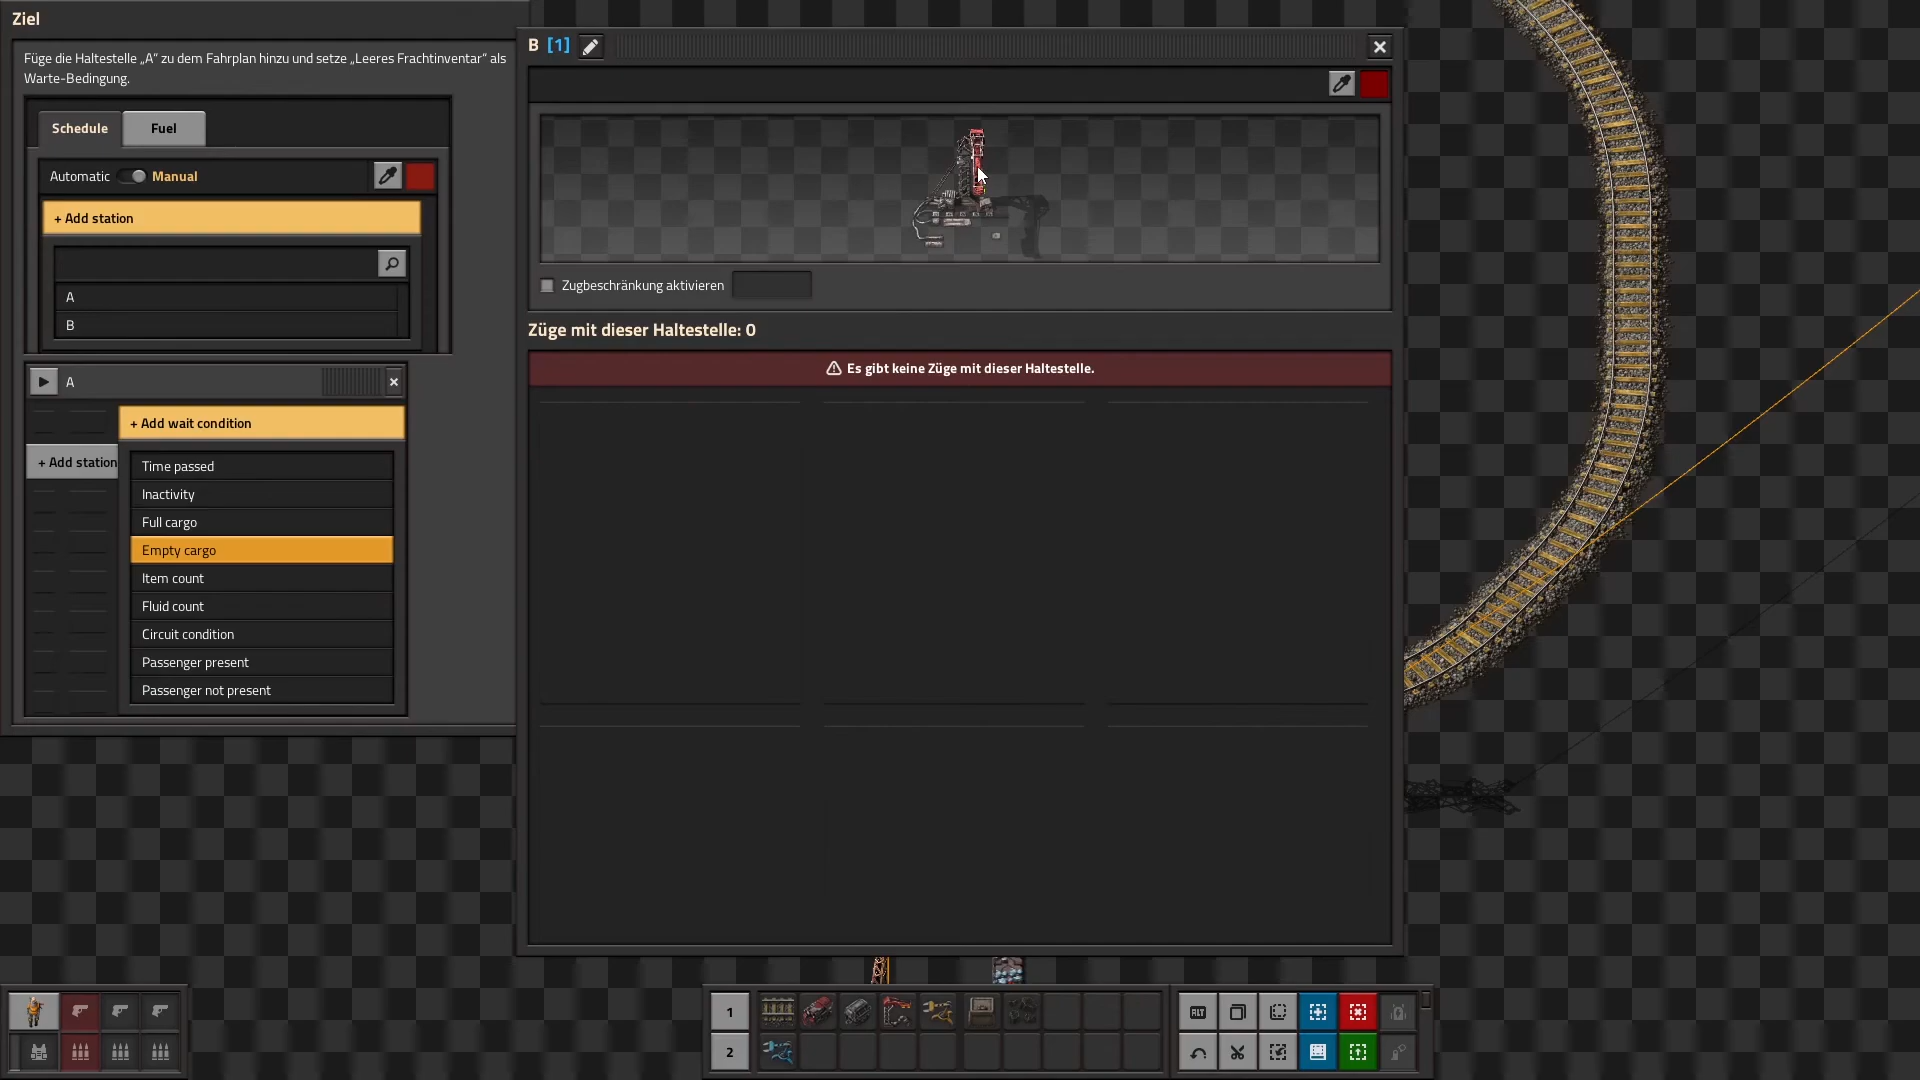 Ziel
Füge die Haltestelle „A“ zu dem Fahrplan hinzu und setze „Leeres Frachtinventar“ als
Warte-Bedingung.
Schedule
Fuel
Automatic
Manual
+ Add station
A
B
A
+ Add wait condition
+ Add station
Time passed
Inactivity
Full cargo
Empty cargo
Item count
Fluid count
Circuit condition
Passenger present
Passenger not present
B [1]
Zugbeschränkung aktivieren
Züge mit dieser Haltestelle: 0
Es gibt keine Züge mit dieser Haltestelle.
1
2
ALT